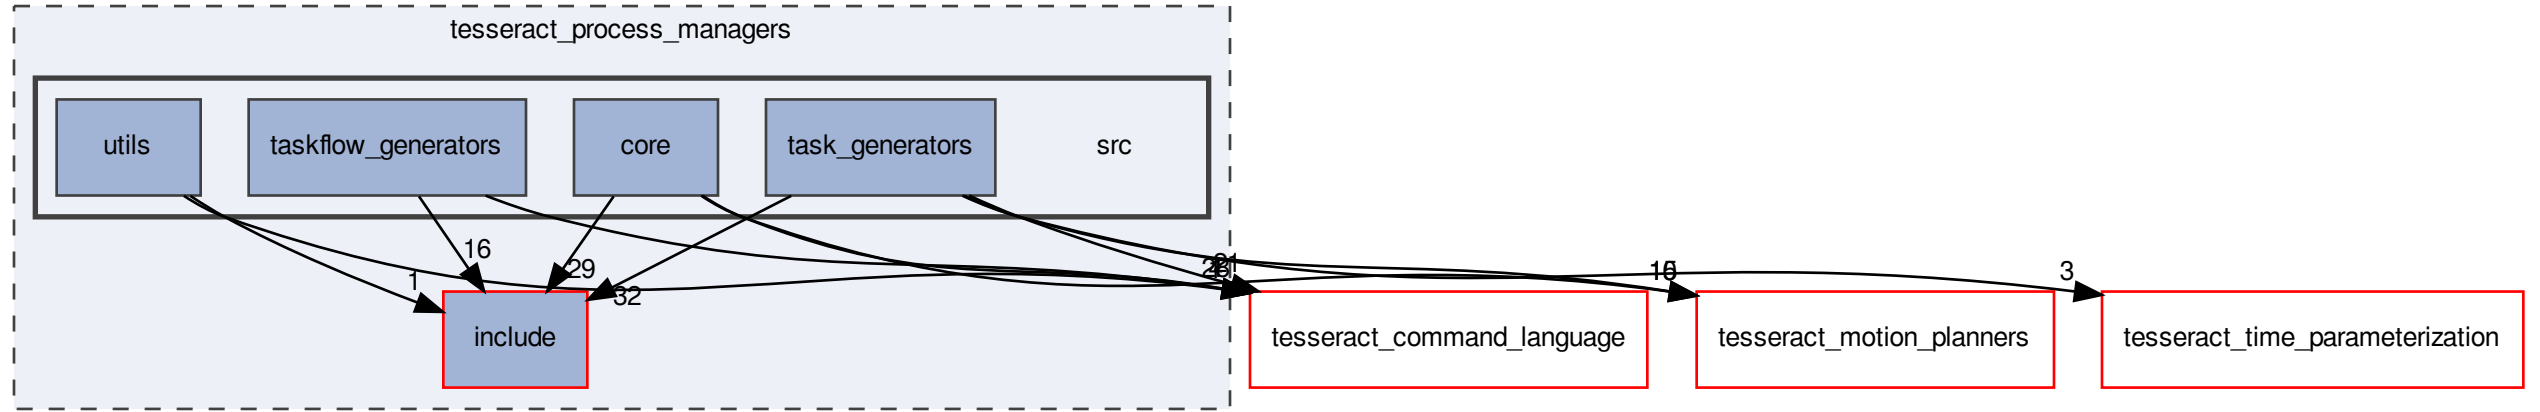 tesseract_process_managers
utils
taskflow_generators
core
task_generators
src
16
29
1
32
3
include
tesseract_command_language
tesseract_motion_planners
tesseract_time_parameterization